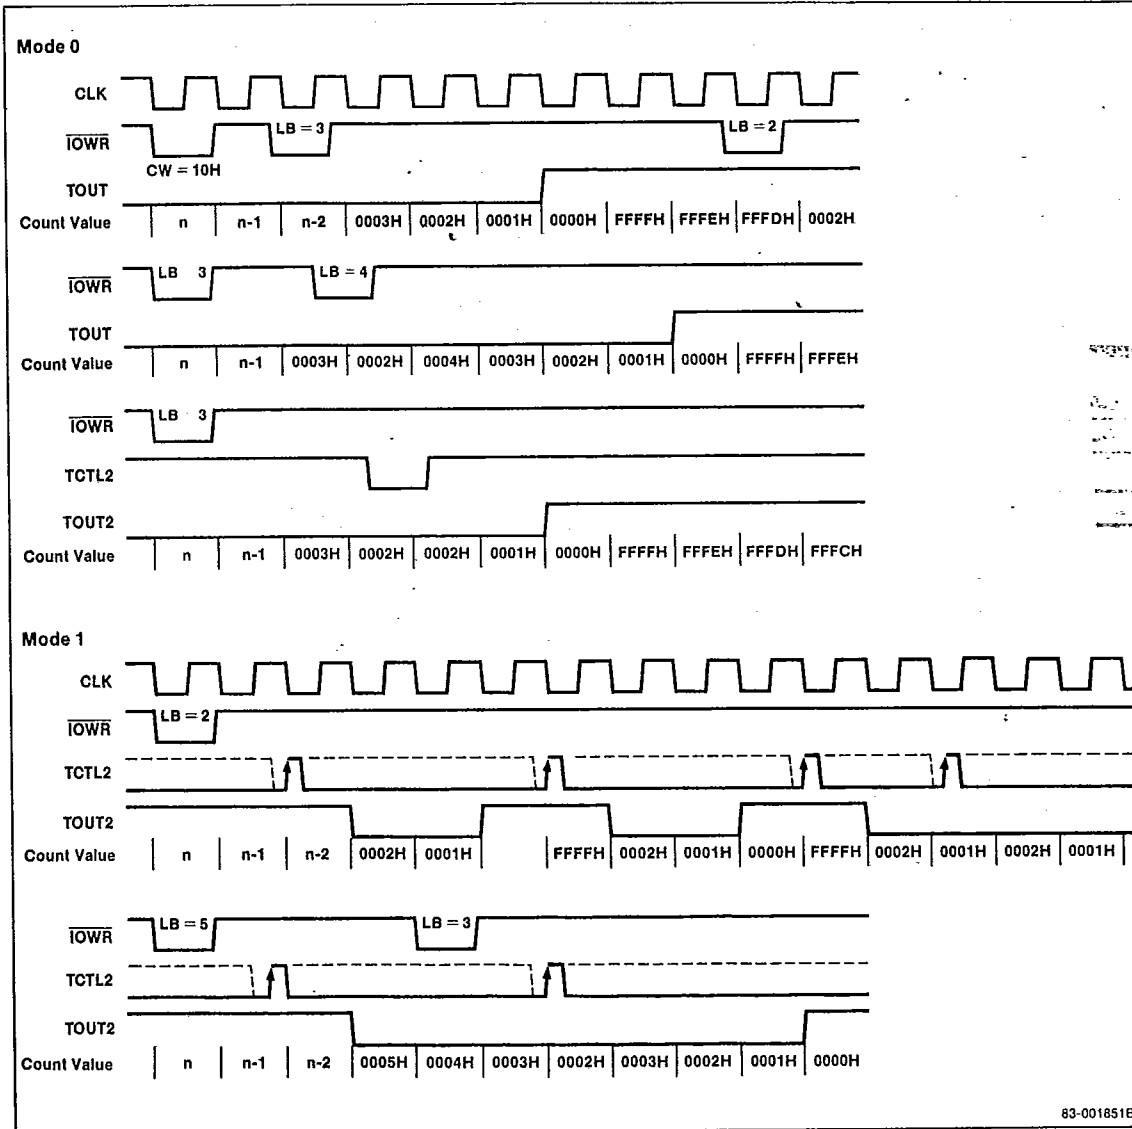 Mode 0
CLK
IOWR LB = 3 LB = 2
CW = 10H
TOUT
Count Value n n-1 n-2 0003H 0002H 0001H 0000H FFFFH FFFEH FFFDH 0002H
IOWR LB 3 LB = 4
TOUT
Count Value n n-1 0003H 0002H 0004H 0003H 0002H 0001H 0000H FFFFH FFFEH
IOWR LB 3
TCTL2
TOUT2
Count Value n n-1 0003H 0002H 0002H 0001H 0000H FFFFH FFFEH FFFDH FFFCH
Mode 1
CLK
IOWR LB = 2
TCTL2
TOUT2
Count Value n n-1 n-2 0002H 0001H FFFFH 0002H 0001H 0000H FFFFH 0002H 0001H 0002H 0001H
IOWR LB = 5 LB = 3
TCTL2
TOUT2
Count Value n n-1 n-2 0005H 0004H 0003H 0002H 0003H 0002H 0001H 0000H